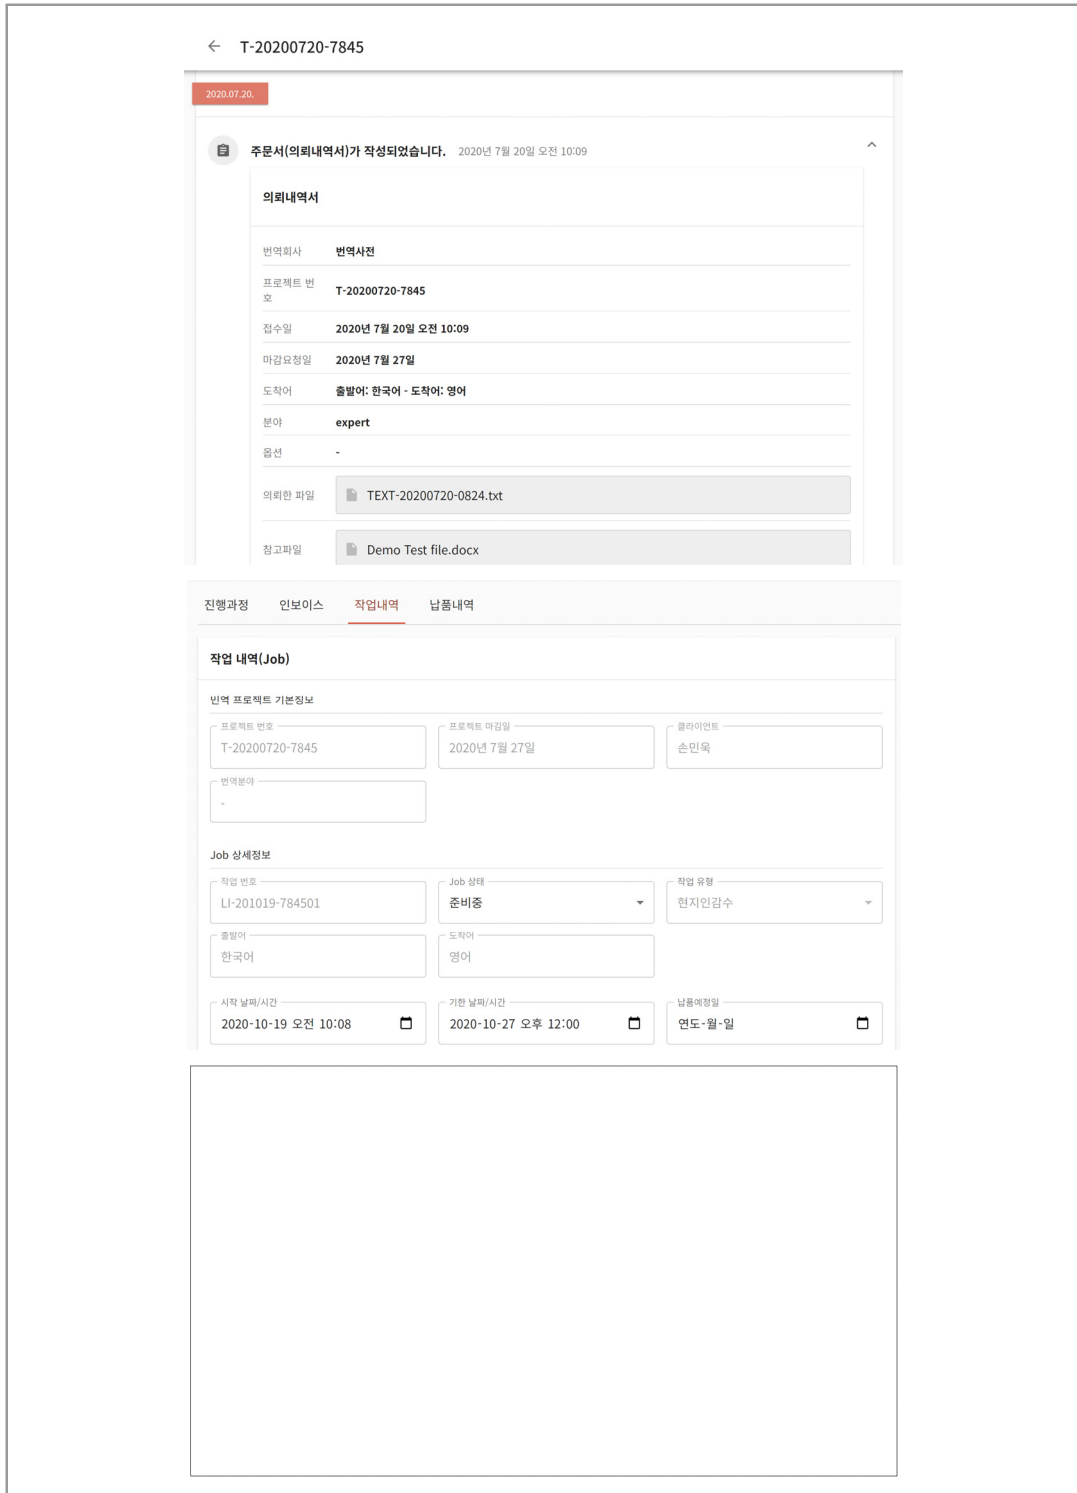 T-20200720-7845
2020.07.20.
주문서(의뢰내역서)가 작성되었습니다. 2020년 7월 20일 오전 10:09
의뢰내역서
번역회사 번역사전
프로젝트 번
호 T-20200720-7845
접수일 2020년 7월 20일 오전 10:09
마감요청일 2020년 7월 27일
도착어 출발어: 한국어 - 도착어: 영어
분야 expert
옵션 -
의뢰한 파일 TEXT-20200720-0824.txt
참고파일 Demo Test file.docx
진행과정 인보이스 작업내역 납품내역
작업 내역(Job)
번역 프로젝트 기본정보
프로젝트 번호 프로젝트 마감일 클라이언트
T-20200720-7845 2020년 7월 27일 손민욱
번역분야
-
Job 상세정보
작업 번호 Job 상태 작업 유형
LI-201019-784501 준비중 현지인감수
출발어 도착어
한국어 영어
시작 날짜/시간 기한 날짜/시간 납품예정일
2020-10-19 오전 10:08 2020-10-27 오후 12:00 연도-월-일